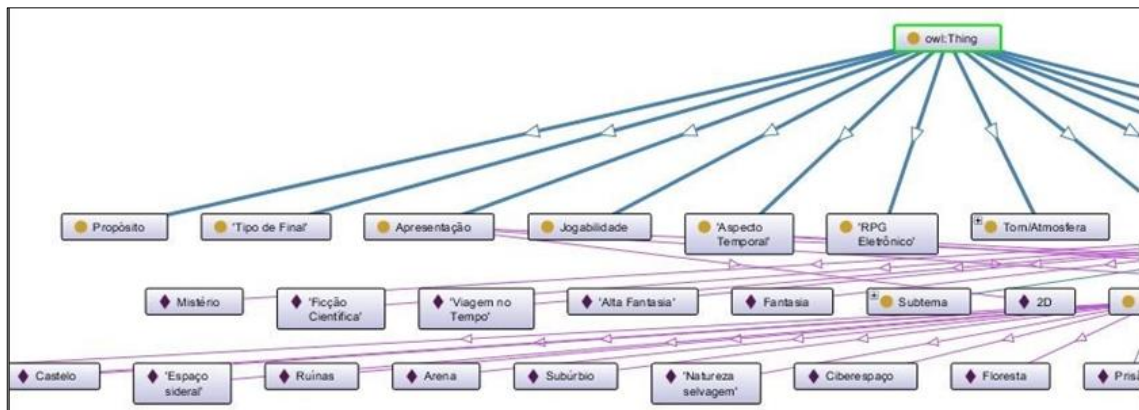 owl:Thing
Propósito
'Tipo de Final'
Apresentação
Jogabilidade
'Aspecto
Temporal'
'RPG
Eletrônico'
Tom/Atmosfera
Mistério
'Ficção
Científica'
'Viagem no
Tempo'
'Alta Fantasia'
Fantasia
Subtema
2D
Castelo
'Espaço
sideral'
Ruínas
Arena
Subúrbio
'Natureza
selvagem'
Ciberespaço
Floresta
Prisã